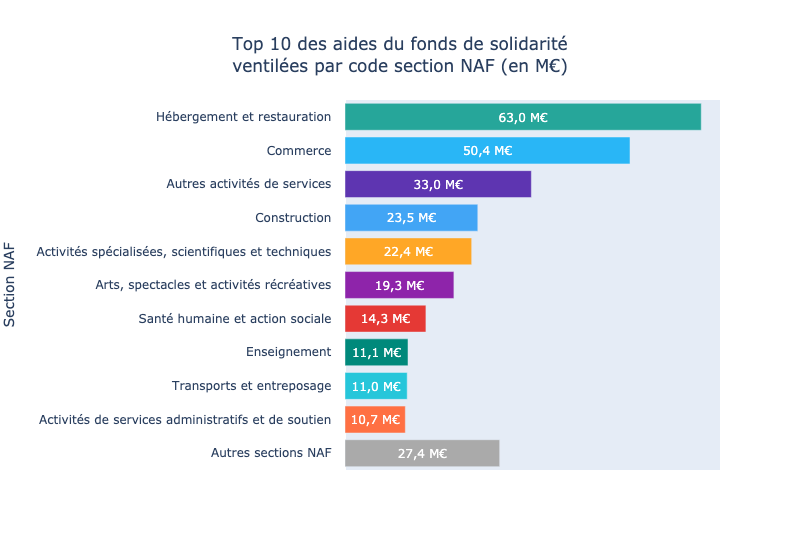 Top 10 des aides du fonds de solidarité
ventilées par code section NAF (en M€)
Section NAF
Hébergement et restauration 63,0 M€
Commerce 50,4 M€
Autres activités de services 33,0 M€
Construction 23,5 M€
Activités spécialisées, scientifiques et techniques 22,4 M€
Arts, spectacles et activités récréatives 19,3 M€
Santé humaine et action sociale 14,3 M€
Enseignement 11,1 M€
Transports et entreposage 11,0 M€
Activités de services administratifs et de soutien 10,7 M€
Autres sections NAF 27,4 M€